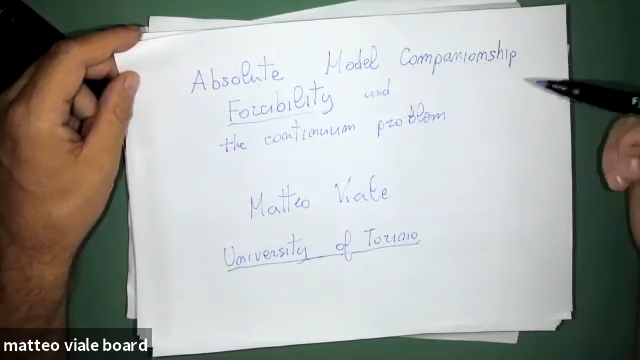 Absolute Model Companionship
Forcibility and
the continuum problem
Matteo Viale
University of Torino
matteo viale board